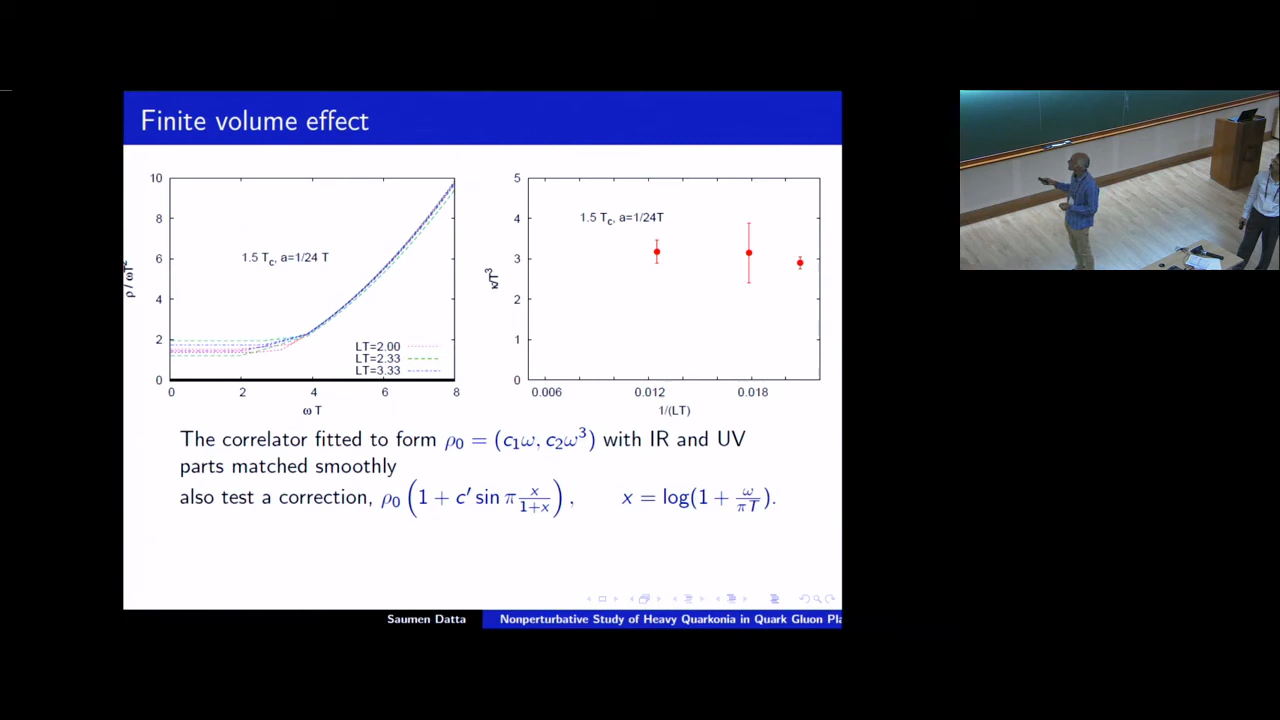 Finite volume effect
10
8
6
4
2
0
ρ / ωT²
1.5 Tc, a=1/24 T
LT=2.00
LT=2.33
LT=3.33
0 2 4 6 8
ω T
5
4
3
2
1
0
κ/T³
1.5 Tc, a=1/24T
0.006 0.012 0.018
1/(LT)
The correlator fitted to form ρ₀ = (c₁ω, c₂ω³) with IR and UV
parts matched smoothly
also test a correction, ρ₀ (1 + c′ sin π x/(1+x)), x = log(1 + ω/(πT)).
Saumen Datta Nonperturbative Study of Heavy Quarkonia in Quark Gluon Pla